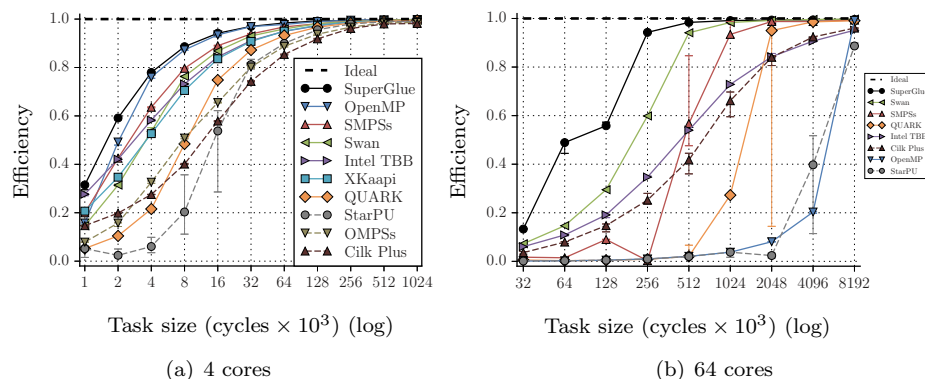 1.0
0.8
0.6
0.4
0.2
0.0
Efficiency
1 2 4 8 16 32 64 128 256 512 1024
Task size (cycles × 10³) (log)
Ideal
SuperGlue
OpenMP
SMPSs
Swan
Intel TBB
XKaapi
QUARK
StarPU
OMPSs
Cilk Plus
(a) 4 cores
1.0
0.8
0.6
0.4
0.2
0.0
Efficiency
32 64 128 256 512 1024 2048 4096 8192
Task size (cycles × 10³) (log)
Ideal
SuperGlue
Swan
SMPSs
QUARK
Intel TBB
Cilk Plus
OpenMP
StarPU
(b) 64 cores